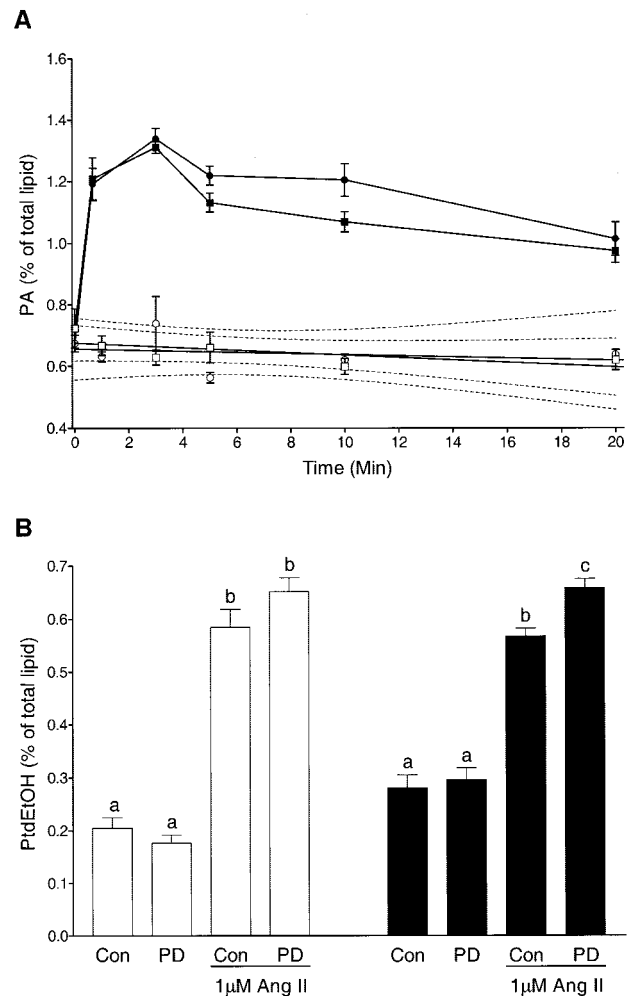 A
PA (% of total lipid)
1.6
1.4
1.2
1.0
0.8
0.6
0.4
0 2 4 6 8 10 12 14 16 18 20
Time (Min)
B
PtdEtOH (% of total lipid)
0.7
0.6
0.5
0.4
0.3
0.2
0.1
0.0
a a b b a a b c
Con PD Con PD Con PD Con PD
1μM Ang II 1μM Ang II